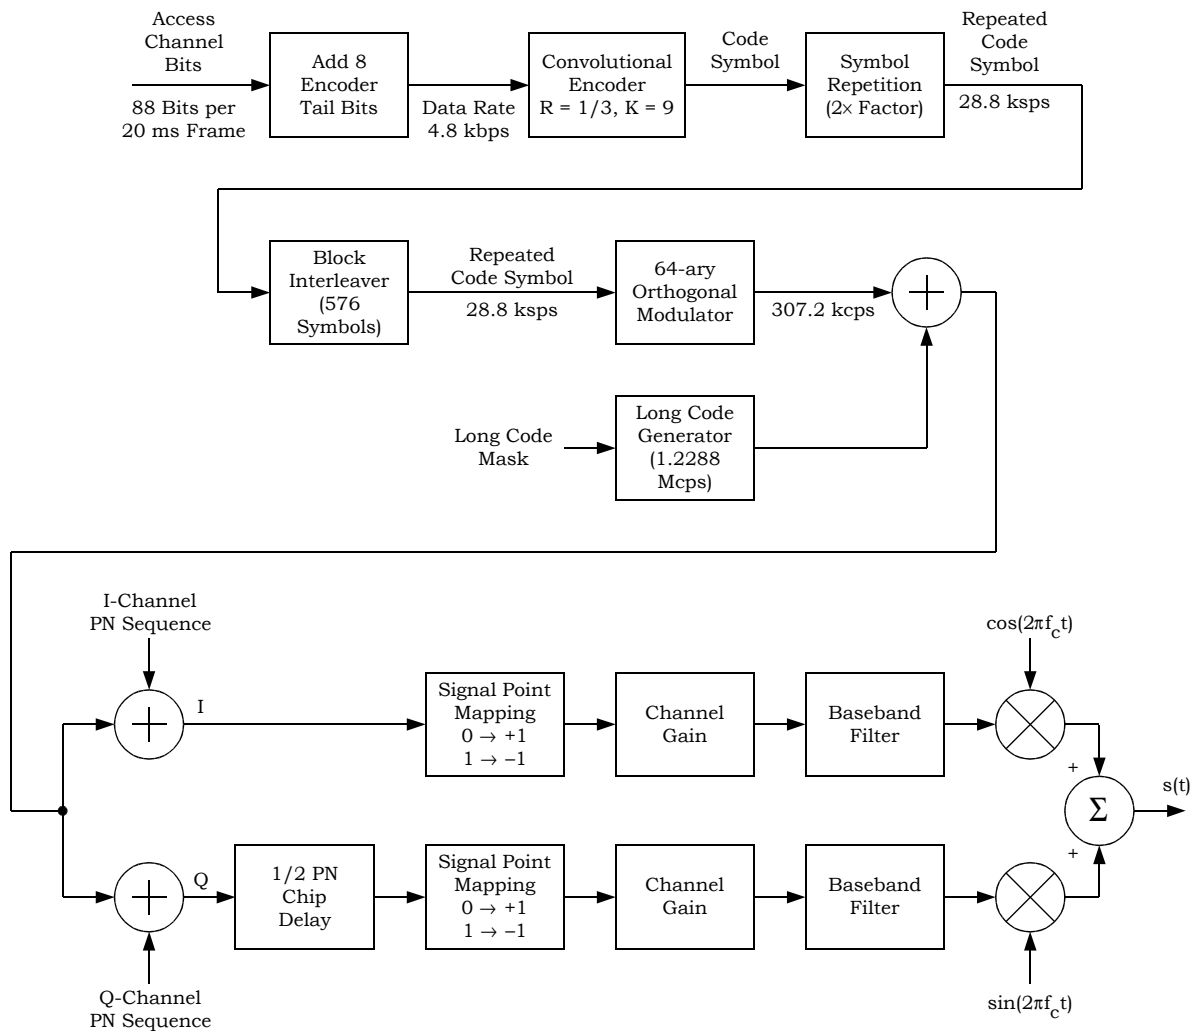 Access
Channel
Bits
88 Bits per
20 ms Frame
Add 8
Encoder
Tail Bits
Data Rate
4.8 kbps
Convolutional
Encoder
R = 1/3, K = 9
Code
Symbol
Symbol
Repetition
(2× Factor)
Repeated
Code
Symbol
28.8 ksps
Block
Interleaver
(576
Symbols)
Repeated
Code Symbol
28.8 ksps
64-ary
Orthogonal
Modulator
307.2 kcps
Long Code
Mask
Long Code
Generator
(1.2288
Mcps)
I-Channel
PN Sequence
I
Signal Point
Mapping
0 → +1
1 → −1
Channel
Gain
Baseband
Filter
cos(2πf_ct)
+
Σ
s(t)
+
Q
1/2 PN
Chip
Delay
Signal Point
Mapping
0 → +1
1 → −1
Channel
Gain
Baseband
Filter
sin(2πf_ct)
Q-Channel
PN Sequence